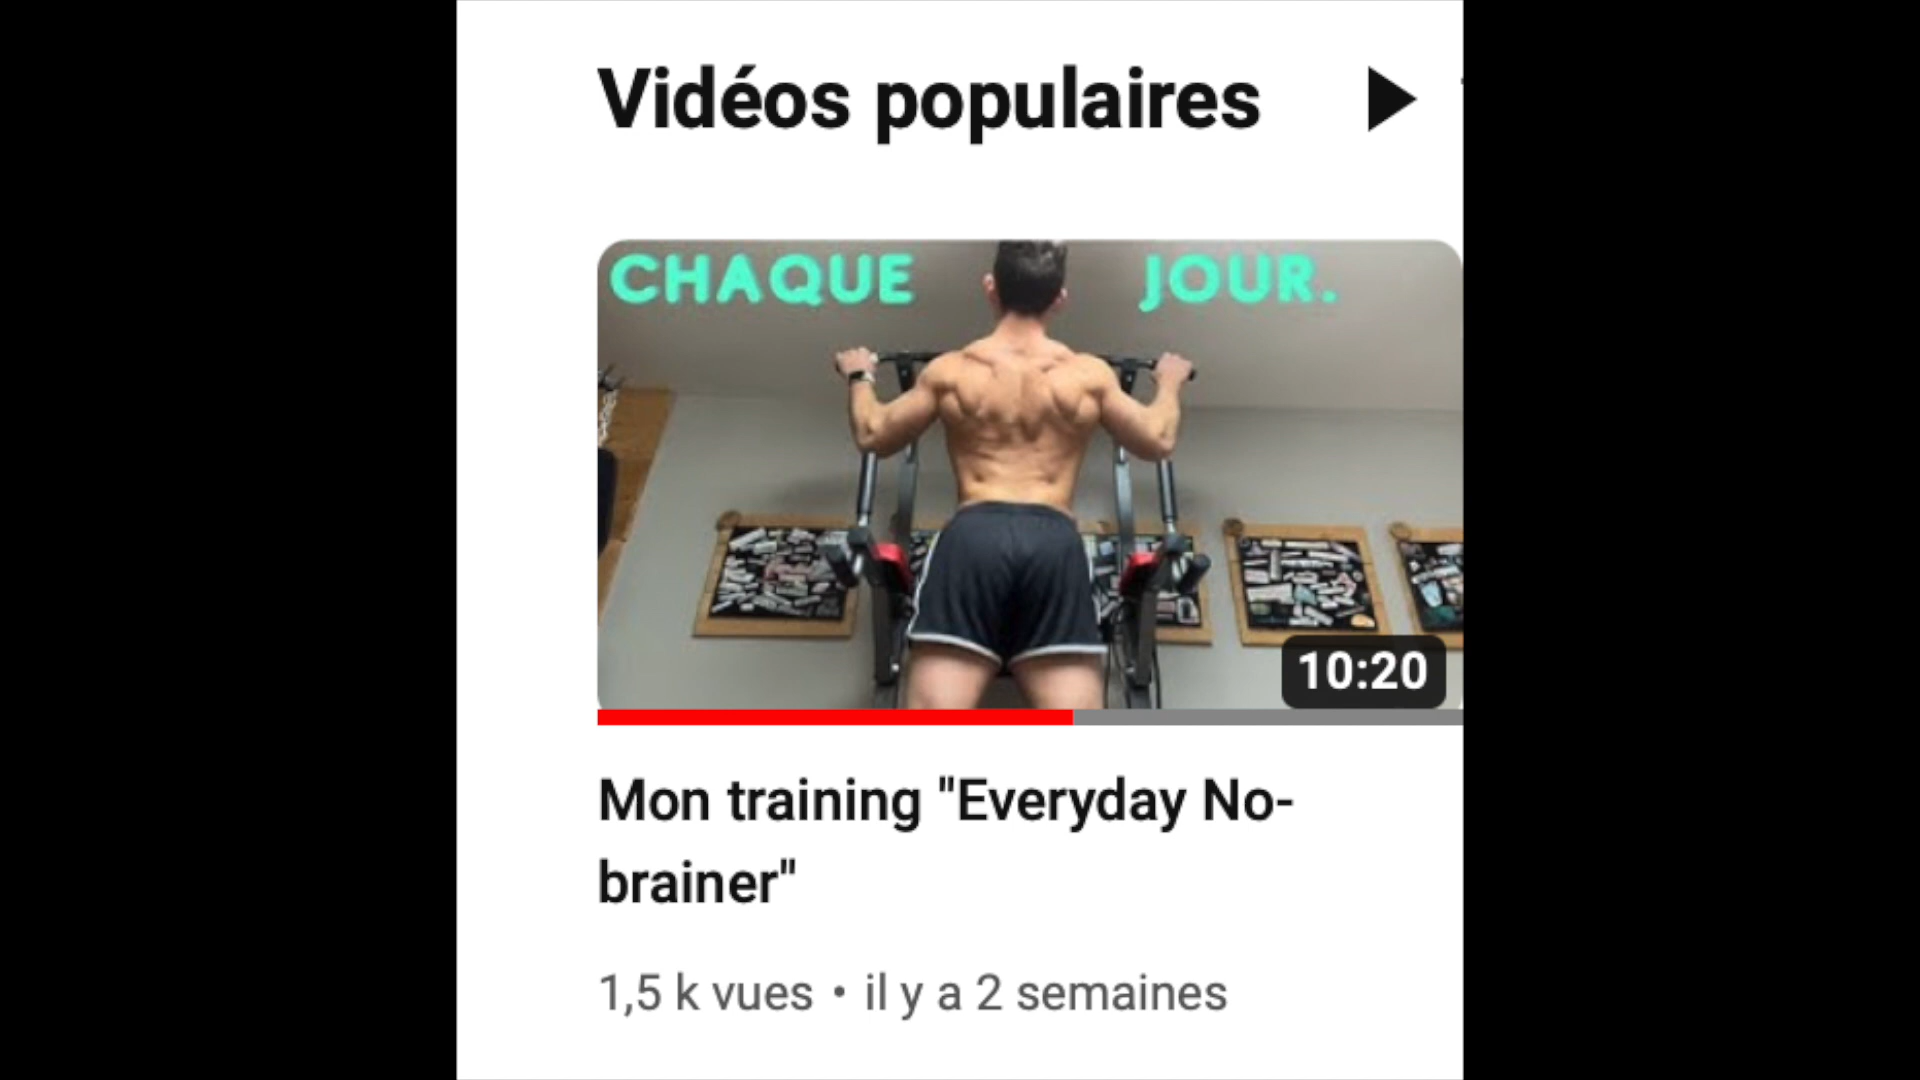 Vidéos populaires
CHAQUE JOUR.
10:20
Mon training "Everyday No-
brainer"
1,5 k vues • il y a 2 semaines